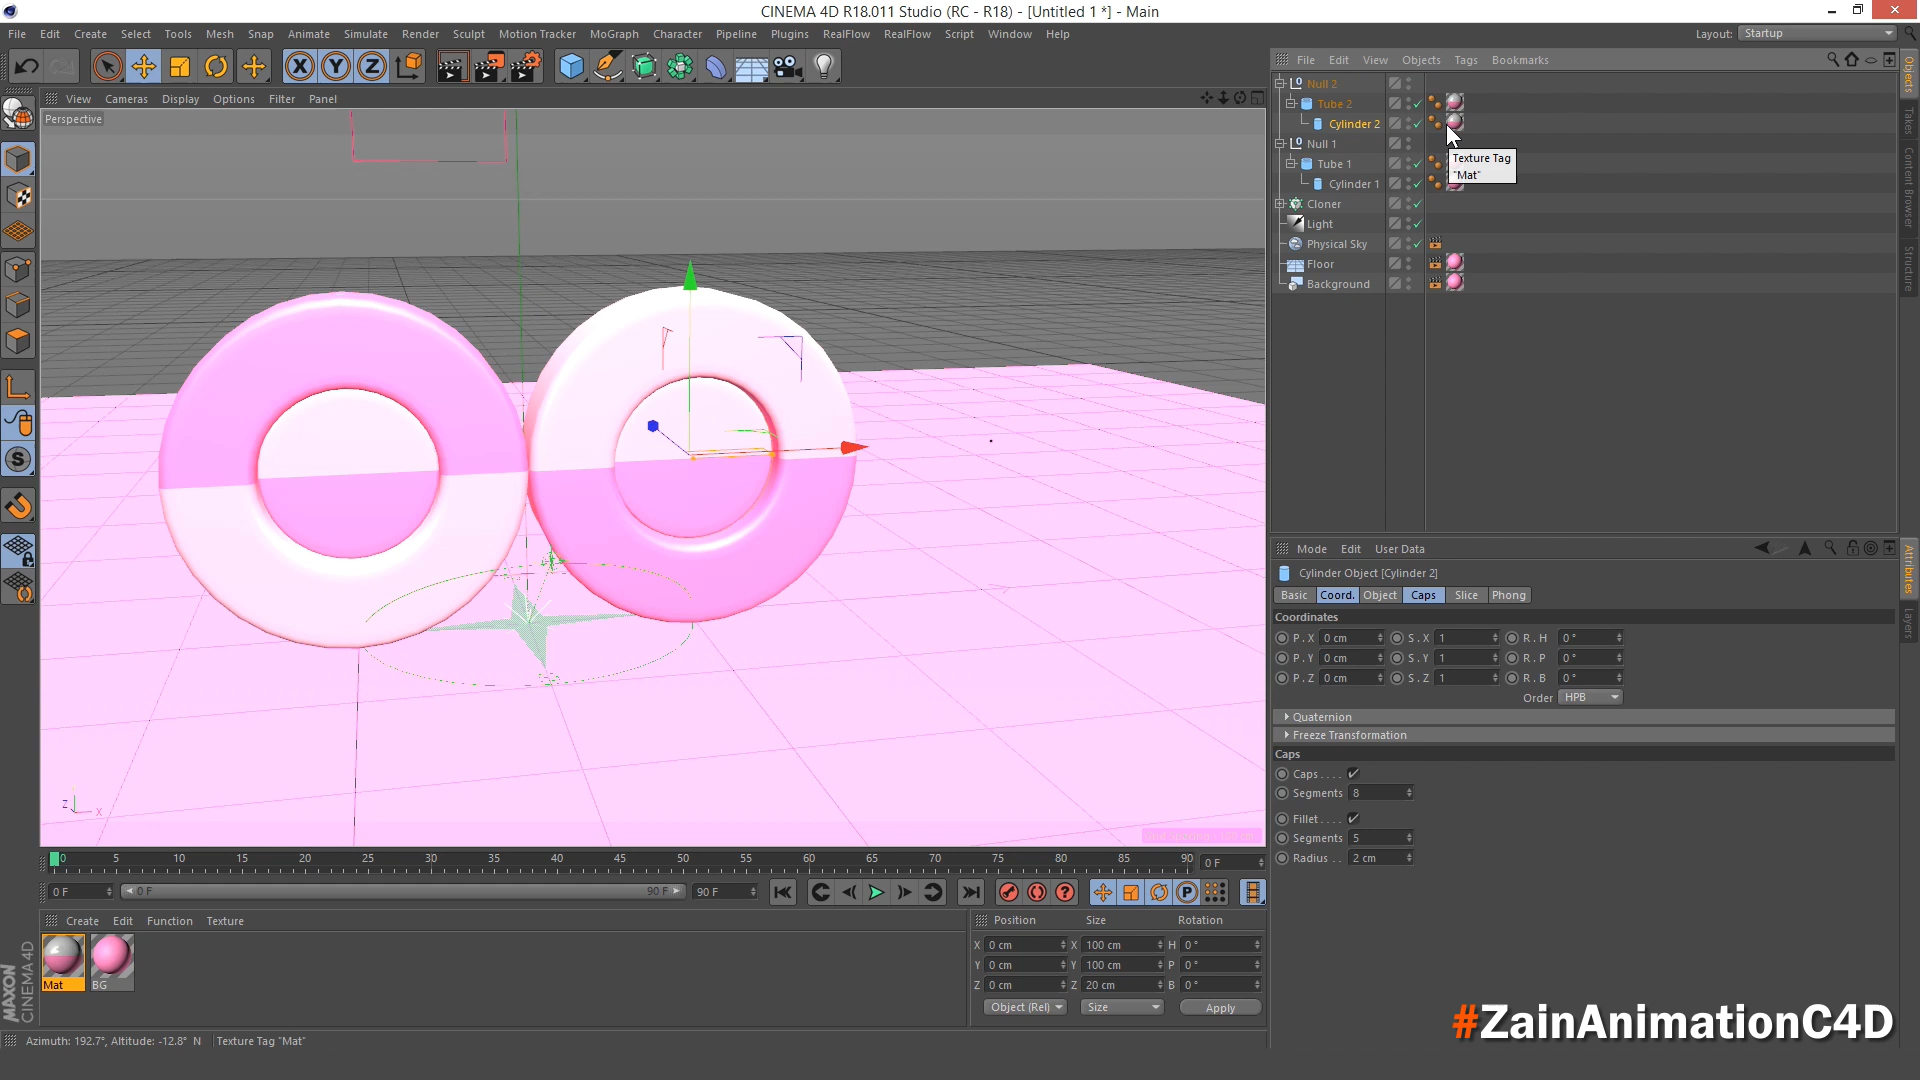 CINEMA 4D R18.011 Studio (RC - R18) - [Untitled 1 *] - Main
File Edit Create Select Tools Mesh Snap Animate Simulate Render Sculpt Motion Tracker MoGraph Character Pipeline Plugins RealFlow RealFlow Script Window Help
Layout: Startup
X Y Z
File Edit View Objects Tags Bookmarks
View Cameras Display Options Filter Panel
Perspective
Null 2
Tube 2
Cylinder 2
Null 1
Tube 1
Cylinder 1
Cloner
Light
Physical Sky
Floor
Background
Texture Tag
"Mat"
Objects
Takes
Content Browser
Structure
Mode Edit User Data
Cylinder Object [Cylinder 2]
Basic Coord. Object Caps Slice Phong
Coordinates
P . X 0 cm S . X 1 R . H 0 °
P . Y 0 cm S . Y 1 R . P 0 °
P . Z 0 cm S . Z 1 R . B 0 °
Order HPB
Quaternion
Freeze Transformation
Caps
Caps . . . .
Segments 8
Fillet . . . .
Segments 5
Radius . . 2 cm
Attributes
Layers
Z X
0 5 10 15 20 25 30 35 40 45 50 55 60 65 70 75 80 85 90 0 F
0 F 0 F 90 F 90 F
Create Edit Function Texture
Mat
BG
Position Size Rotation
X 0 cm X 100 cm H 0 °
Y 0 cm Y 100 cm P 0 °
Z 0 cm Z 20 cm B 0 °
Object (Rel) Size Apply
MAXON
CINEMA 4D
Azimuth: 192.7°, Altitude: -12.8° N Texture Tag "Mat"
#ZainAnimationC4D